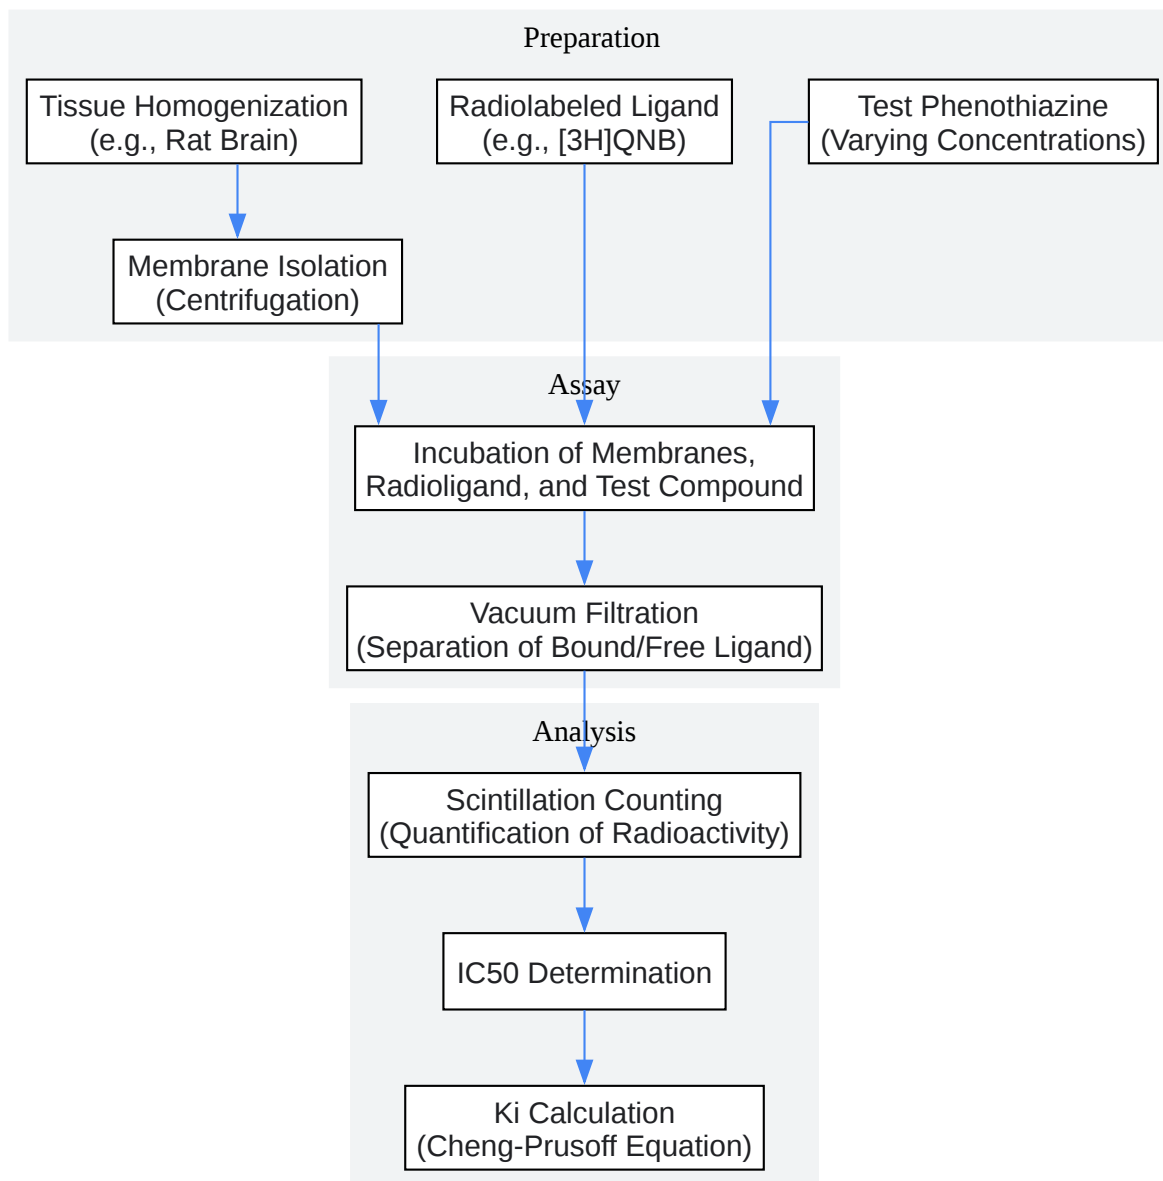 Preparation
Tissue Homogenization
(e.g., Rat Brain)
Radiolabeled Ligand
(e.g., [3H]QNB)
Test Phenothiazine
(Varying Concentrations)
Membrane Isolation
(Centrifugation)
Assay
Incubation of Membranes,
Radioligand, and Test Compound
Vacuum Filtration
(Separation of Bound/Free Ligand)
Analysis
Scintillation Counting
(Quantification of Radioactivity)
IC50 Determination
Ki Calculation
(Cheng-Prusoff Equation)